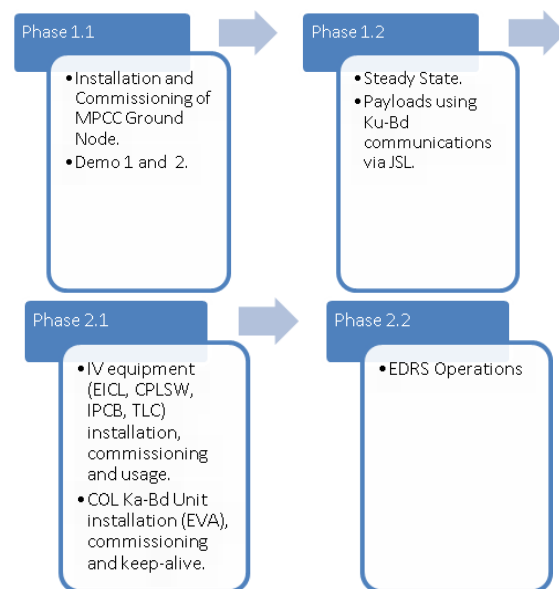 Phase 1.1
•Installation and
Commissioning of
MPCC Ground
Node.
•Demo 1 and 2.
Phase 1.2
•Steady State.
•Payloads using
Ku-Bd
communications
via JSL.
Phase 2.1
•IV equipment
(EICL, CPLSW,
IPCB, TLC)
installation,
commissioning
and usage.
•COL Ka-Bd Unit
installation (EVA),
commissioning
and keep-alive.
Phase 2.2
•EDRS Operations